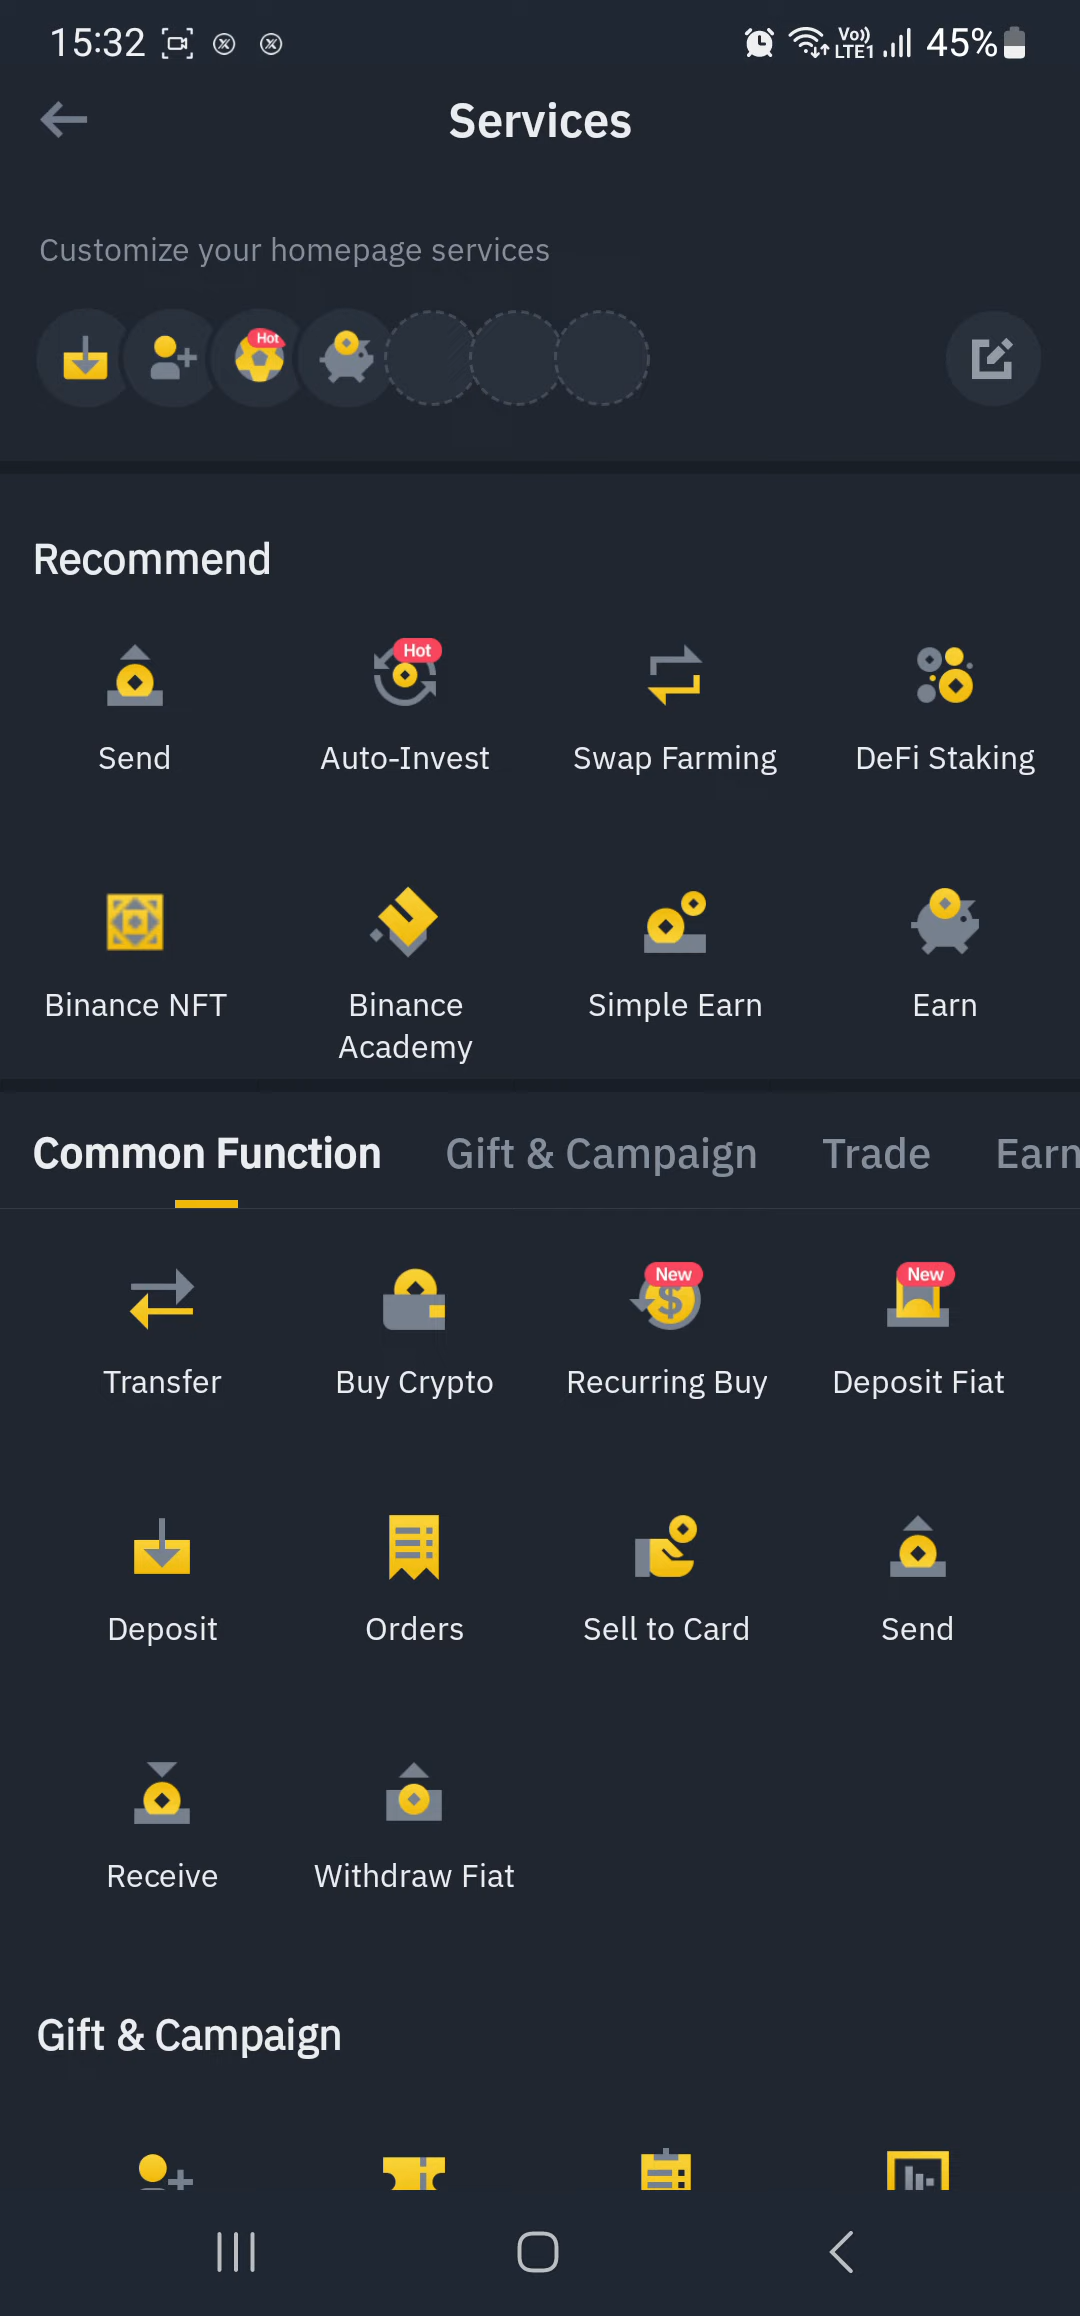 15:32
Vo))
LTE1
45%
Services
Customize your homepage services
Hot
Recommend
Hot
Send
Auto-Invest
Swap Farming
DeFi Staking
Binance NFT
Binance
Academy
Simple Earn
Earn
Common Function
Gift & Campaign
Trade
Earn
New
New
Transfer
Buy Crypto
Recurring Buy
Deposit Fiat
Deposit
Orders
Sell to Card
Send
Receive
Withdraw Fiat
Gift & Campaign